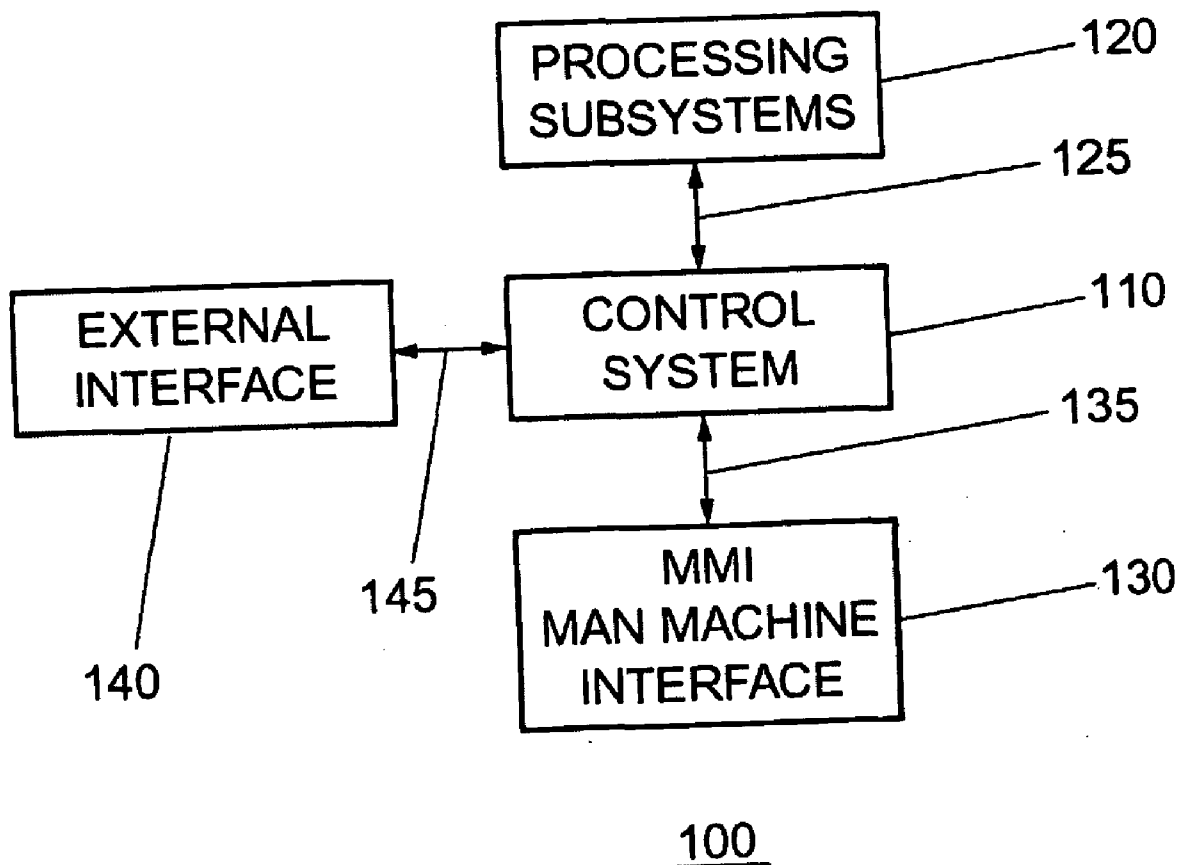 PROCESSING
SUBSYSTEMS
120
125
EXTERNAL
INTERFACE
CONTROL
SYSTEM
110
135
145
140
MMI
MAN MACHINE
INTERFACE
130
100